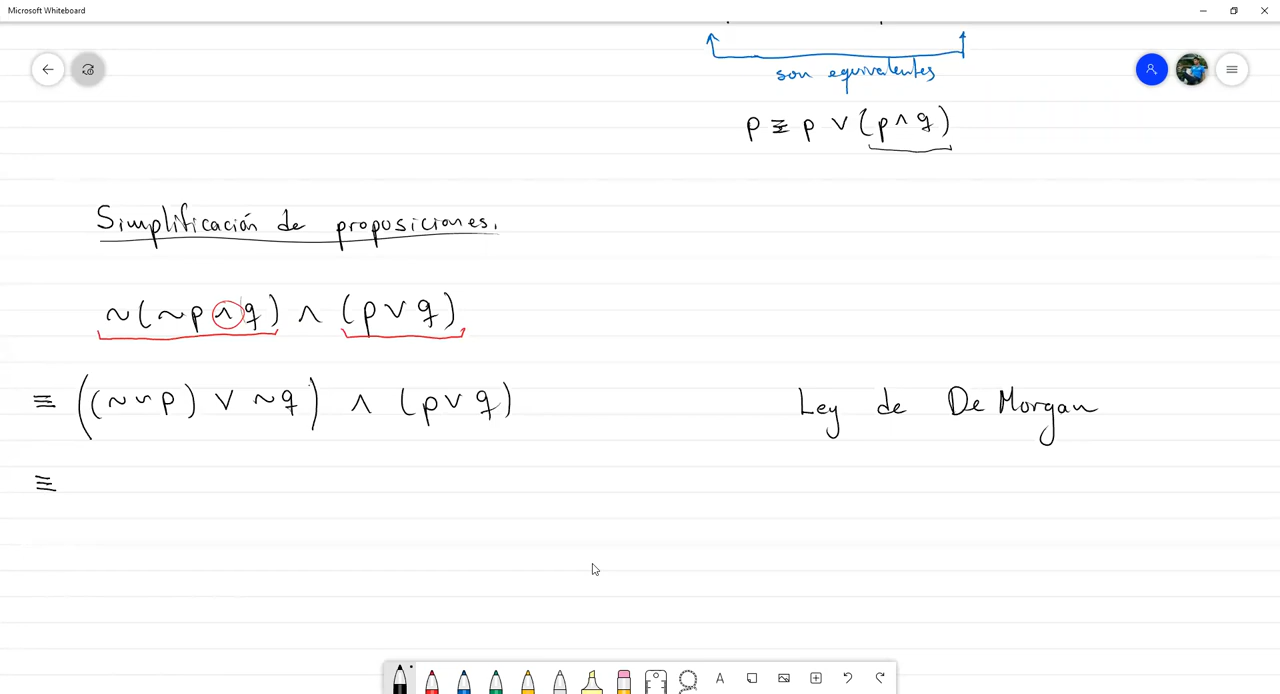 Microsoft Whiteboard
son equivalentes
p ≡ p ∨ (p ∧ q)
Simplificación de proposiciones.
~(~p ∧ q) ∧ (p ∨ q)
≡ ((~~p) ∨ ~q) ∧ (p ∨ q) Ley de De Morgan
≡
A